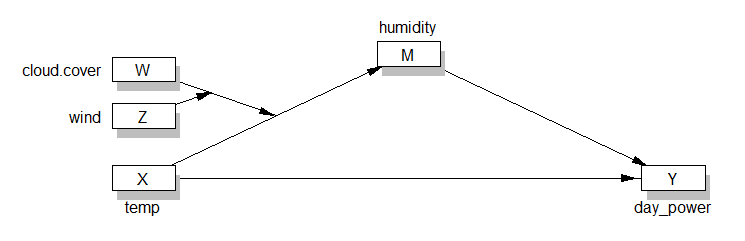 humidity
M
cloud.cover
W
wind
Z
X
temp
Y
day_power